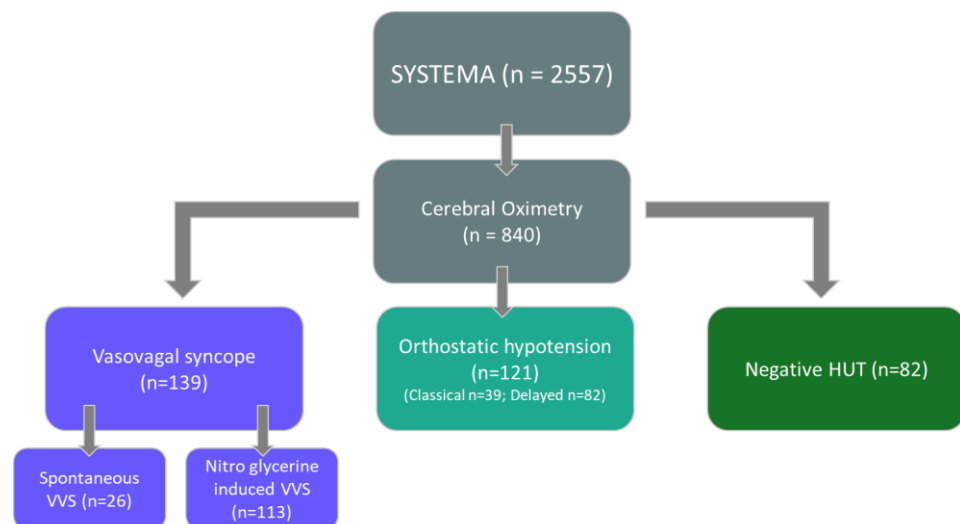 SYSTEMA (n = 2557)
Cerebral Oximetry
(n = 840)
Vasovagal syncope
(n=139)
Orthostatic hypotension
(n=121)
(Classical n=39; Delayed n=82)
Negative HUT (n=82)
Spontaneous
VVS (n=26)
Nitro glycerine
induced VVS
(n=113)